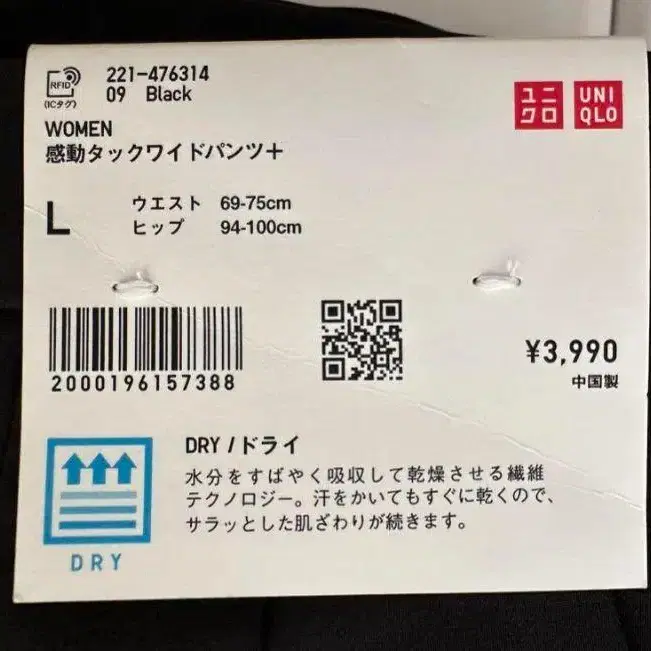 RFID
(ICタグ)
221-476314
09 Black
WOMEN
感動タックワイドパンツ＋
ユニ
クロ
UNI
QLO
L
ウエスト 69-75cm
ヒップ 94-100cm
2000196157388
¥3,990
中国製
DRY
DRY / ドライ
水分をすばやく吸収して乾燥させる繊維
テクノロジー。汗をかいてもすぐに乾くので、
サラッとした肌ざわりが続きます。